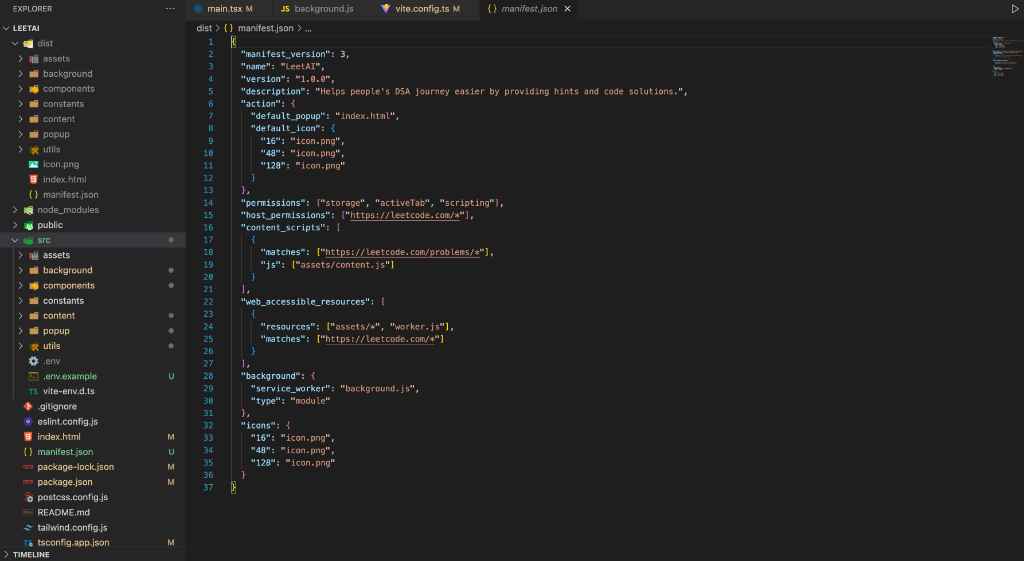 EXPLORER
LEETAI
dist
assets
background
components
constants
content
popup
utils
icon.png
index.html
manifest.json
node_modules
public
src
assets
background
components
constants
content
popup
utils
.env
.env.example U
TS vite-env.d.ts
.gitignore
eslint.config.js
index.html M
{} manifest.json U
package-lock.json M
package.json M
postcss.config.js
README.md
tailwind.config.js
tsconfig.app.json M
TIMELINE
main.tsx M
JS background.js
vite.config.ts M
{} manifest.json
dist > {} manifest.json > ...
1 {
2 "manifest_version": 3,
3 "name": "LeetAI",
4 "version": "1.0.0",
5 "description": "Helps people's DSA journey easier by providing hints and code solutions.",
6 "action": {
7 "default_popup": "index.html",
8 "default_icon": {
9 "16": "icon.png",
10 "48": "icon.png",
11 "128": "icon.png"
12 }
13 },
14 "permissions": ["storage", "activeTab", "scripting"],
15 "host_permissions": ["https://leetcode.com/*"],
16 "content_scripts": [
17 {
18 "matches": ["https://leetcode.com/problems/*"],
19 "js": ["assets/content.js"]
20 }
21 ],
22 "web_accessible_resources": [
23 {
24 "resources": ["assets/*", "worker.js"],
25 "matches": ["https://leetcode.com/*"]
26 }
27 ],
28 "background": {
29 "service_worker": "background.js",
30 "type": "module"
31 },
32 "icons": {
33 "16": "icon.png",
34 "48": "icon.png",
35 "128": "icon.png"
36 }
37 }